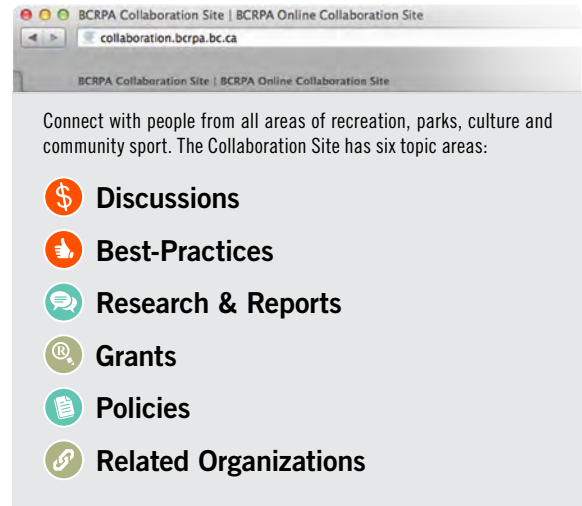 BCRPA Collaboration Site | BCRPA Online Collaboration Site
collaboration.bcrpa.bc.ca
BCRPA Collaboration Site | BCRPA Online Collaboration Site
Connect with people from all areas of recreation, parks, culture and
community sport. The Collaboration Site has six topic areas:
$ Discussions
Best-Practices
Research & Reports
® Grants
Policies
Related Organizations